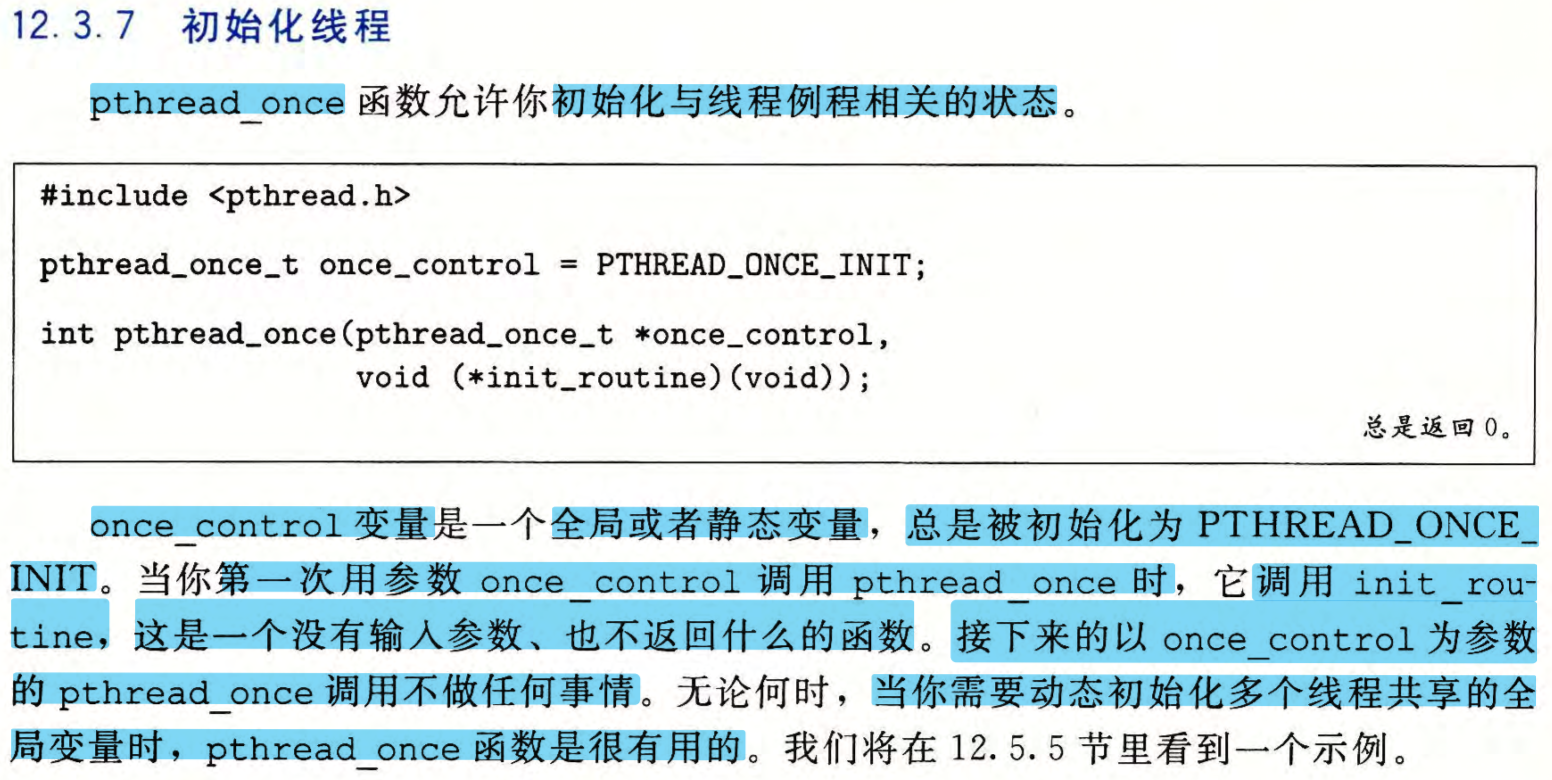 12.3.7 初始化线程
pthread_once 函数允许你初始化与线程例程相关的状态。
#include <pthread.h>
pthread_once_t once_control = PTHREAD_ONCE_INIT;
int pthread_once(pthread_once_t *once_control,
void (*init_routine)(void));
总是返回 0。
once_control 变量是一个全局或者静态变量，总是被初始化为 PTHREAD_ONCE_
INIT。当你第一次用参数 once_control 调用 pthread_once 时，它调用 init_rou-
tine，这是一个没有输入参数、也不返回什么的函数。接下来的以 once_control 为参数
的 pthread_once 调用不做任何事情。无论何时，当你需要动态初始化多个线程共享的全
局变量时，pthread_once 函数是很有用的。我们将在 12.5.5 节里看到一个示例。